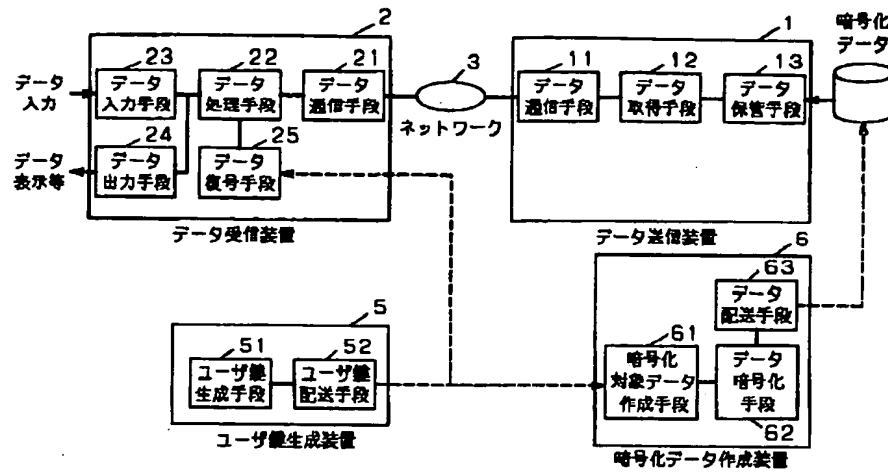 2
23
22
21
データ
入力
データ
入力手段
データ
処理手段
データ
通信手段
24
25
データ
表示等
データ
出力手段
データ
復号手段
データ受信装置
3
ネットワーク
1
11
12
13
データ
通信手段
データ
取得手段
データ
保管手段
データ送信装置
暗号化
データ
5
51
52
ユーザ鍵
生成手段
ユーザ鍵
配送手段
ユーザ鍵生成装置
6
63
データ
配送手段
61
暗号化
対象データ
作成手段
データ
暗号化
手段
62
暗号化データ作成装置